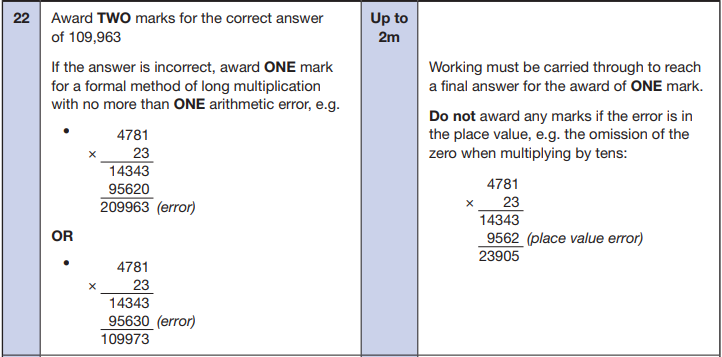 22
Award TWO marks for the correct answer
of 109,963
If the answer is incorrect, award ONE mark
for a formal method of long multiplication
with no more than ONE arithmetic error, e.g.
• 4781
× 23
14343
95620
209963 (error)
OR
• 4781
× 23
14343
95630 (error)
109973
Up to
2m
Working must be carried through to reach
a final answer for the award of ONE mark.
Do not award any marks if the error is in
the place value, e.g. the omission of the
zero when multiplying by tens:
4781
× 23
14343
9562 (place value error)
23905